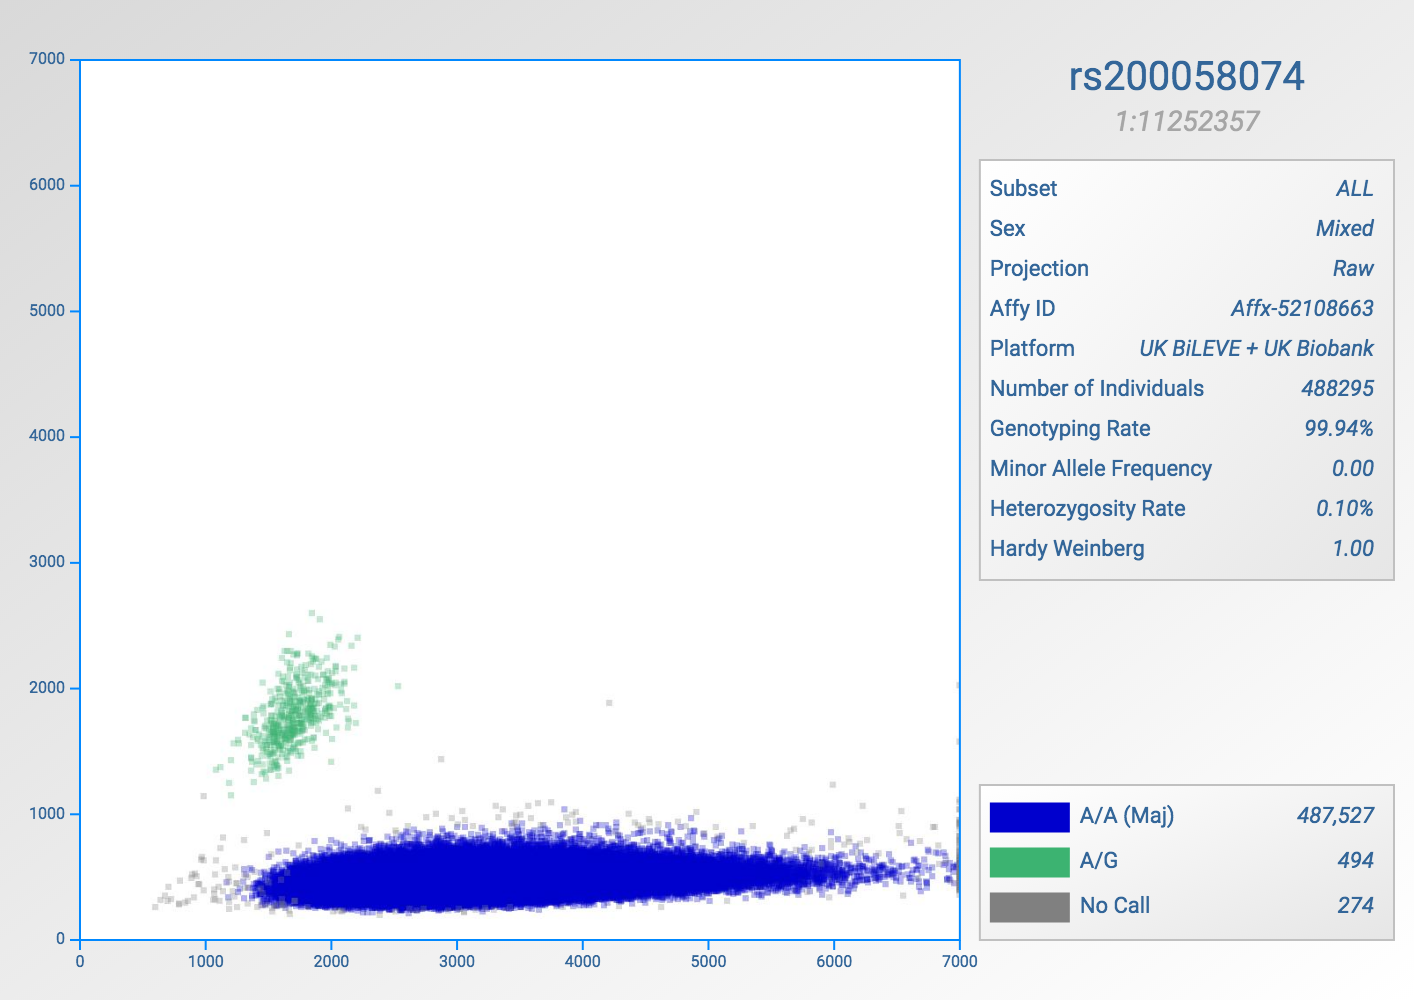 rs200058074
1:11252357
Subset ALL
Sex Mixed
Projection Raw
Affy ID Affx-52108663
Platform UK BiLEVE + UK Biobank
Number of Individuals 488295
Genotyping Rate 99.94%
Minor Allele Frequency 0.00
Heterozygosity Rate 0.10%
Hardy Weinberg 1.00
A/A (Maj) 487,527
A/G 494
No Call 274
7000
6000
5000
4000
3000
2000
1000
0
0 1000 2000 3000 4000 5000 6000 7000